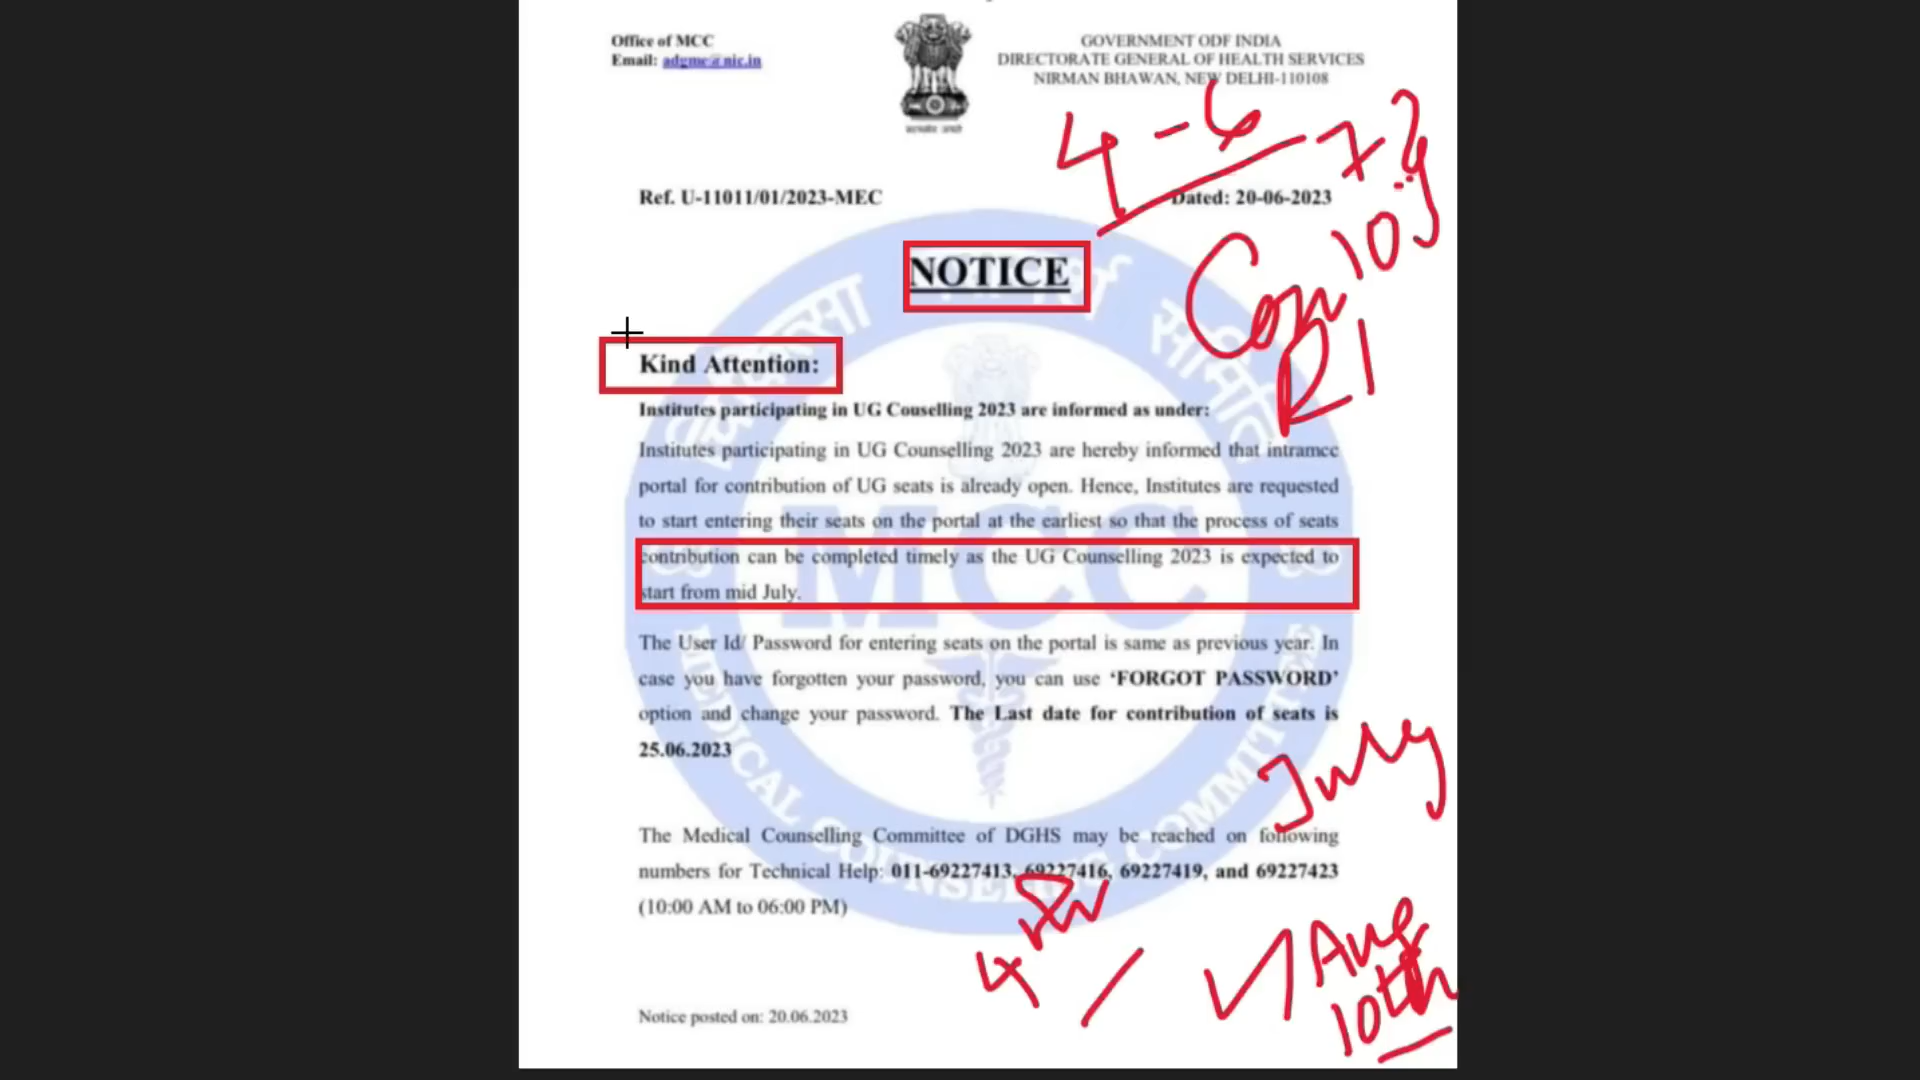 Office of MCC
Email: adgme@nic.in
GOVERNMENT ODF INDIA
DIRECTORATE GENERAL OF HEALTH SERVICES
NIRMAN BHAWAN, NEW DELHI-110108
4 - 6
Ref. U-11011/01/2023-MEC
Dated: 20-06-2023
NOTICE
10
R1
Kind Attention:
Institutes participating in UG Couselling 2023 are informed as under:
Institutes participating in UG Counselling 2023 are hereby informed that intramcc
portal for contribution of UG seats is already open. Hence, Institutes are requested
to start entering their seats on the portal at the earliest so that the process of seats
contribution can be completed timely as the UG Counselling 2023 is expected to
start from mid July.
The User Id/ Password for entering seats on the portal is same as previous year. In
case you have forgotten your password, you can use ‘FORGOT PASSWORD’
option and change your password. The Last date for contribution of seats is
25.06.2023
July
The Medical Counselling Committee of DGHS may be reached on following
numbers for Technical Help: 011-69227413, 69227416, 69227419, and 69227423
(10:00 AM to 06:00 PM)
4
Aug
10th
Notice posted on: 20.06.2023
MCC
MEDICAL COUNSELLING COMMITTEE